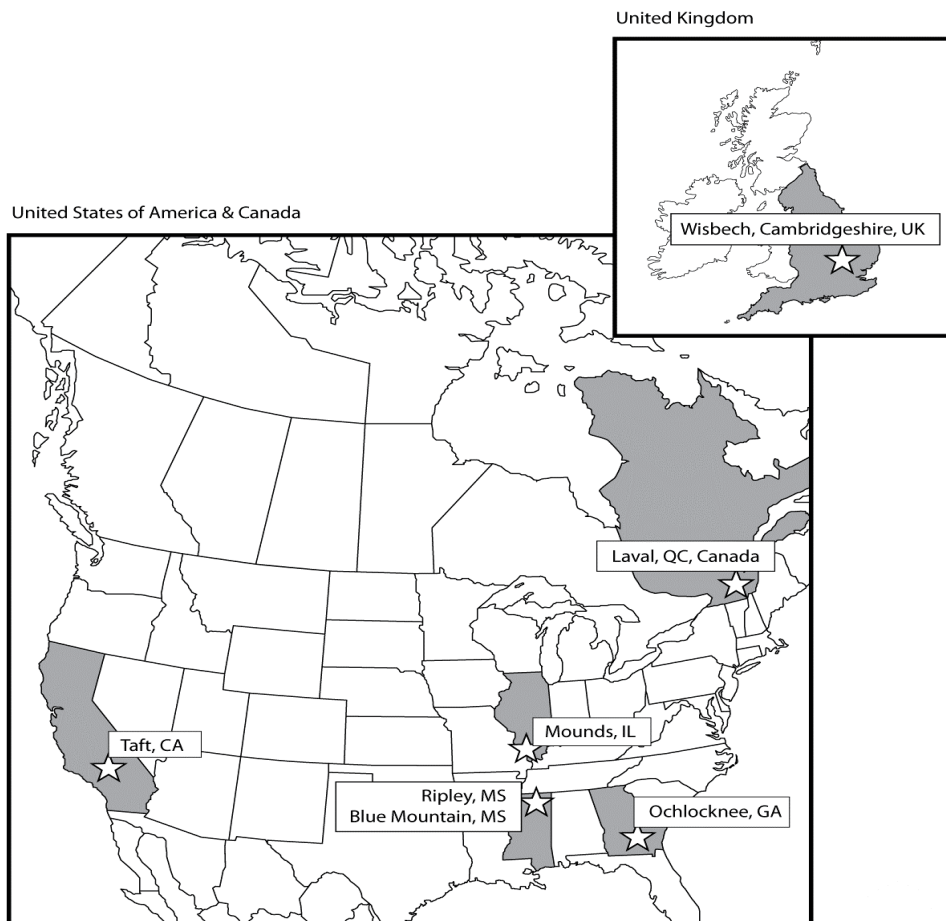 United Kingdom
Wisbech, Cambridgeshire, UK
United States of America & Canada
Laval, QC, Canada
Mounds, IL
Taft, CA
Ripley, MS
Blue Mountain, MS
Ochlocknee, GA